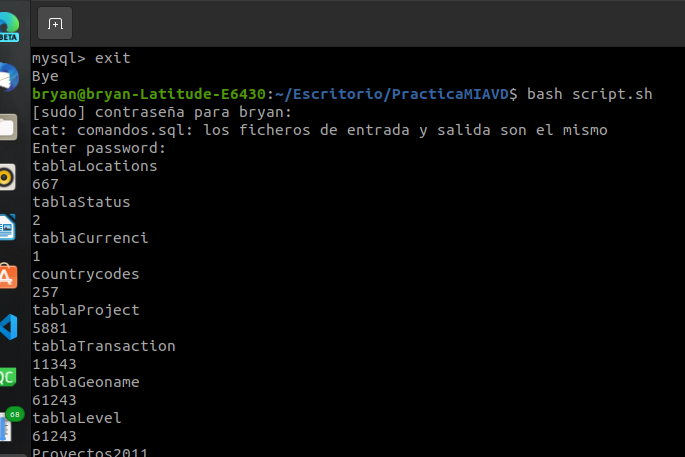 BETA
mysql> exit
Bye
bryan@bryan-Latitude-E6430:~/Escritorio/PracticaMIAVD$ bash script.sh
[sudo] contraseña para bryan:
cat: comandos.sql: los ficheros de entrada y salida son el mismo
Enter password:
tablaLocations
667
tablaStatus
2
tablaCurrenci
1
countrycodes
257
tablaProject
5881
tablaTransaction
11343
tablaGeoname
61243
tablaLevel
61243
Proyectos2011
QC
68